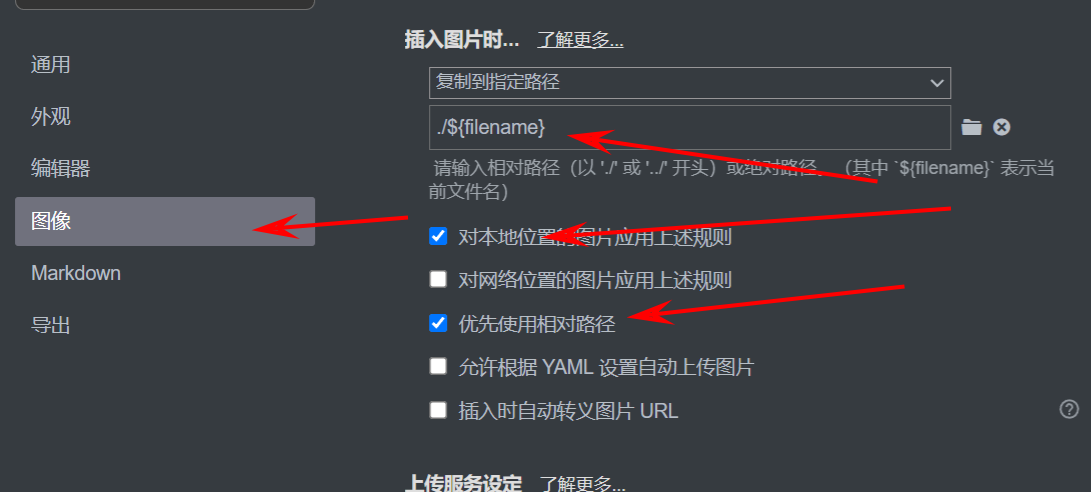 通用
外观
编辑器
图像
Markdown
导出
插入图片时... 了解更多...
复制到指定路径
./${filename}
请输入相对路径（以 './' 或 '../' 开头）或绝对路径。（其中 `${filename}` 表示当
前文件名）
对本地位置的图片应用上述规则
对网络位置的图片应用上述规则
优先使用相对路径
允许根据 YAML 设置自动上传图片
插入时自动转义图片 URL
上传服务设定 了解更多...